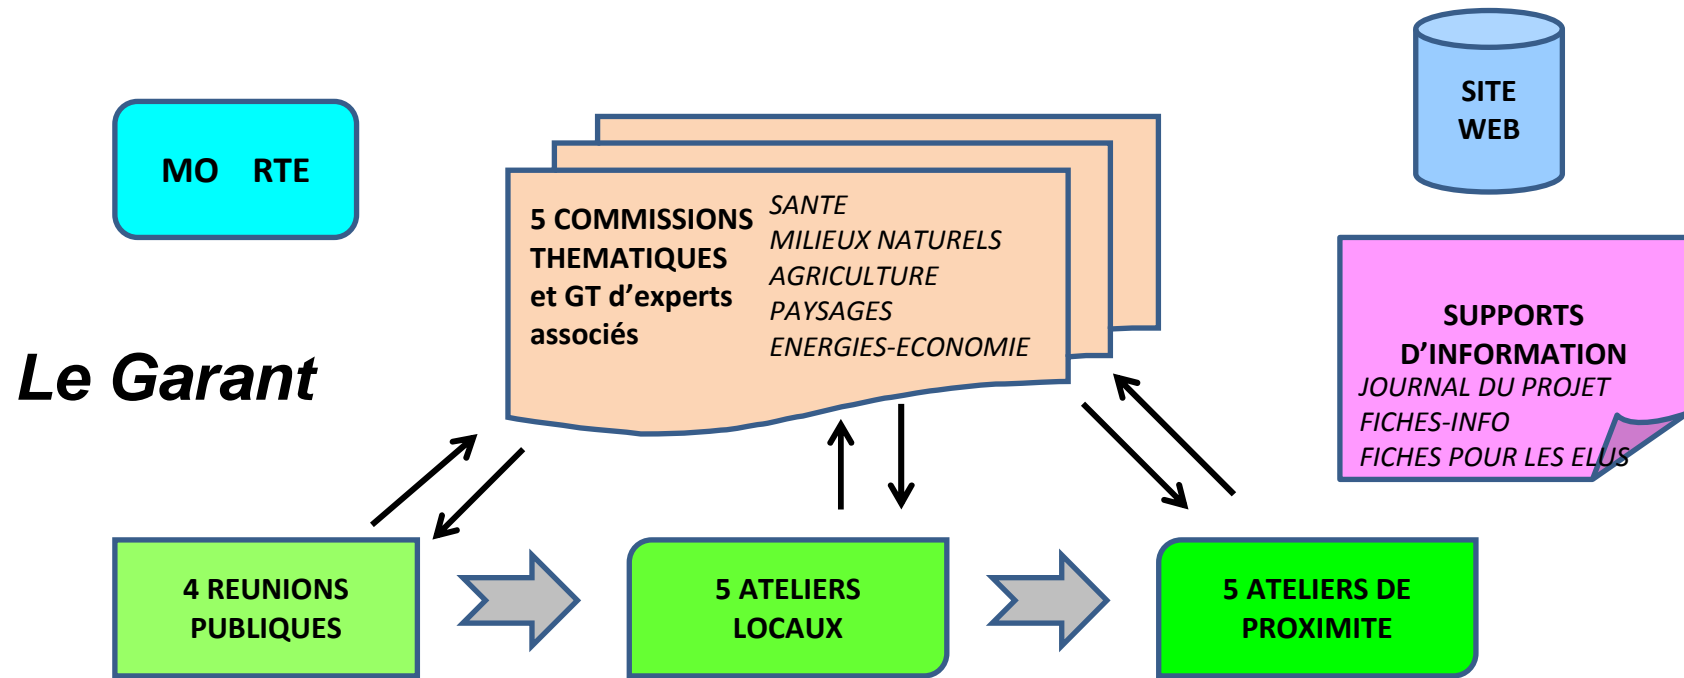 SITE
WEB
MO RTE
5 COMMISSIONS
THEMATIQUES
et GT d’experts
associés
SANTE
MILIEUX NATURELS
AGRICULTURE
PAYSAGES
ENERGIES-ECONOMIE
Le Garant
SUPPORTS
D’INFORMATION
JOURNAL DU PROJET
FICHES-INFO
FICHES POUR LES ELUS
4 REUNIONS
PUBLIQUES
5 ATELIERS
LOCAUX
5 ATELIERS DE
PROXIMITE